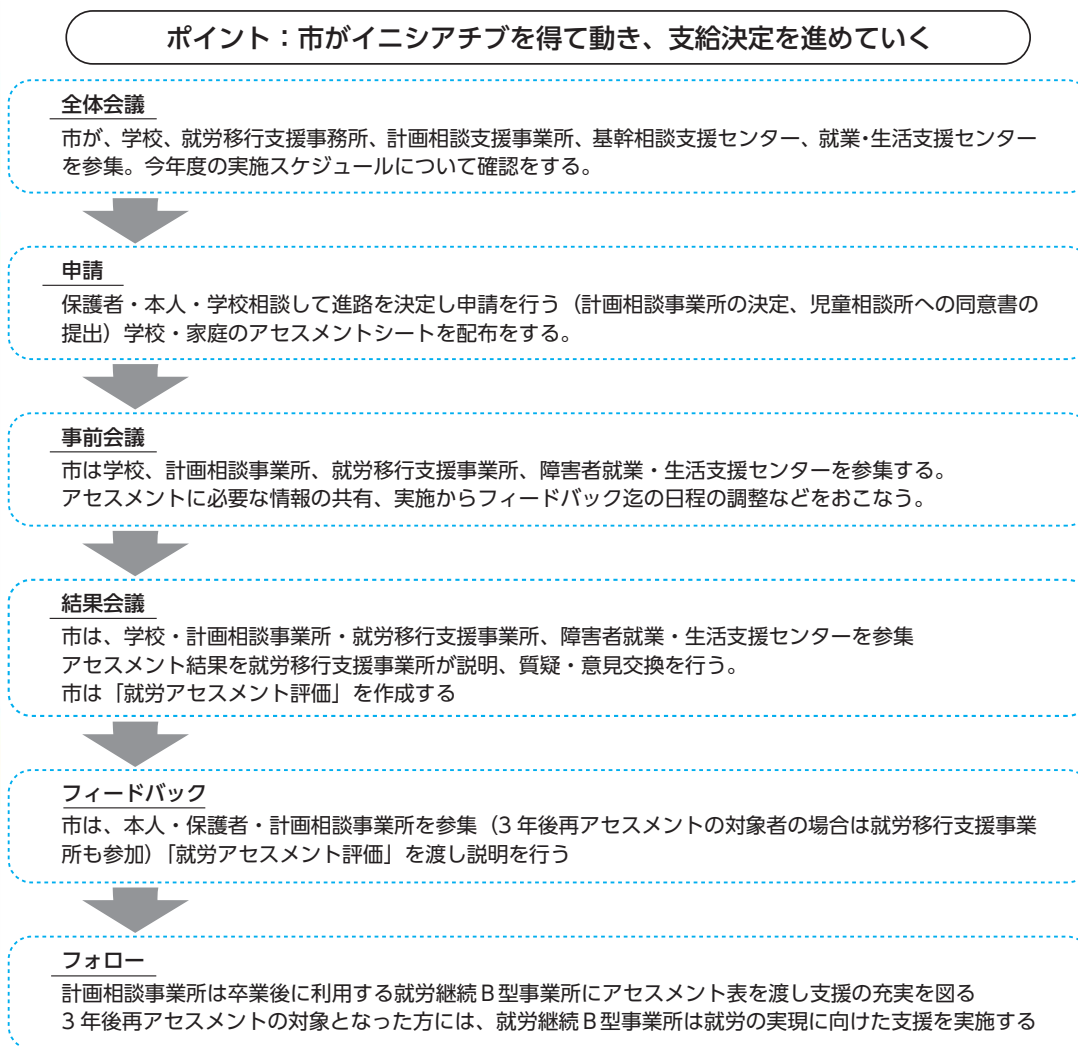 ポイント：市がイニシアチブを得て動き、支給決定を進めていく
全体会議
市が、学校、就労移行支援事務所、計画相談支援事業所、基幹相談支援センター、就業・生活支援センター
を参集。今年度の実施スケジュールについて確認をする。
申請
保護者・本人・学校相談して進路を決定し申請を行う（計画相談事業所の決定、児童相談所への同意書の
提出）学校・家庭のアセスメントシートを配布をする。
事前会議
市は学校、計画相談事業所、就労移行支援事業所、障害者就業・生活支援センターを参集する。
アセスメントに必要な情報の共有、実施からフィードバック迄の日程の調整などをおこなう。
結果会議
市は、学校・計画相談事業所・就労移行支援事業所、障害者就業・生活支援センターを参集
アセスメント結果を就労移行支援事業所が説明、質疑・意見交換を行う。
市は「就労アセスメント評価」を作成する
フィードバック
市は、本人・保護者・計画相談事業所を参集（3 年後再アセスメントの対象者の場合は就労移行支援事業
所も参加）「就労アセスメント評価」を渡し説明を行う
フォロー
計画相談事業所は卒業後に利用する就労継続Ｂ型事業所にアセスメント表を渡し支援の充実を図る
3 年後再アセスメントの対象となった方には、就労継続Ｂ型事業所は就労の実現に向けた支援を実施する